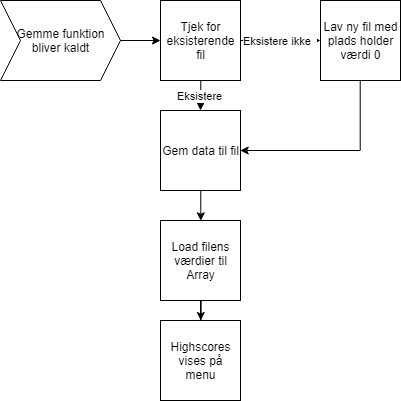 Gemme funktion
bliver kaldt
Tjek for
eksisterende
fil
Eksistere ikke
Lav ny fil med
plads holder
værdi 0
Eksistere
Gem data til fil
Load filens
værdier til
Array
Highscores
vises på
menu